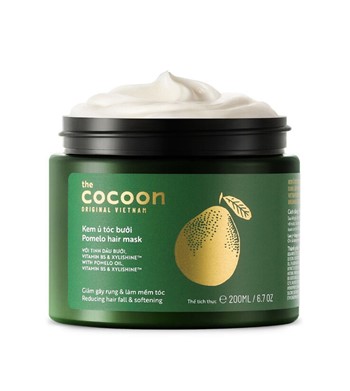 the
cocoon
ORIGINAL VIETNAM
Kem ủ tóc bưởi
Pomelo hair mask
VỚI TINH DẦU BƯỞI,
VITAMIN B5 & XYLISHINE™
WITH POMELO OIL,
VITAMIN B5 & XYLISHINE™
Giảm gãy rụng & làm mềm tóc
Reducing hair fall & softening
Thể tích thực ℮ 200ML / 6.7 OZ